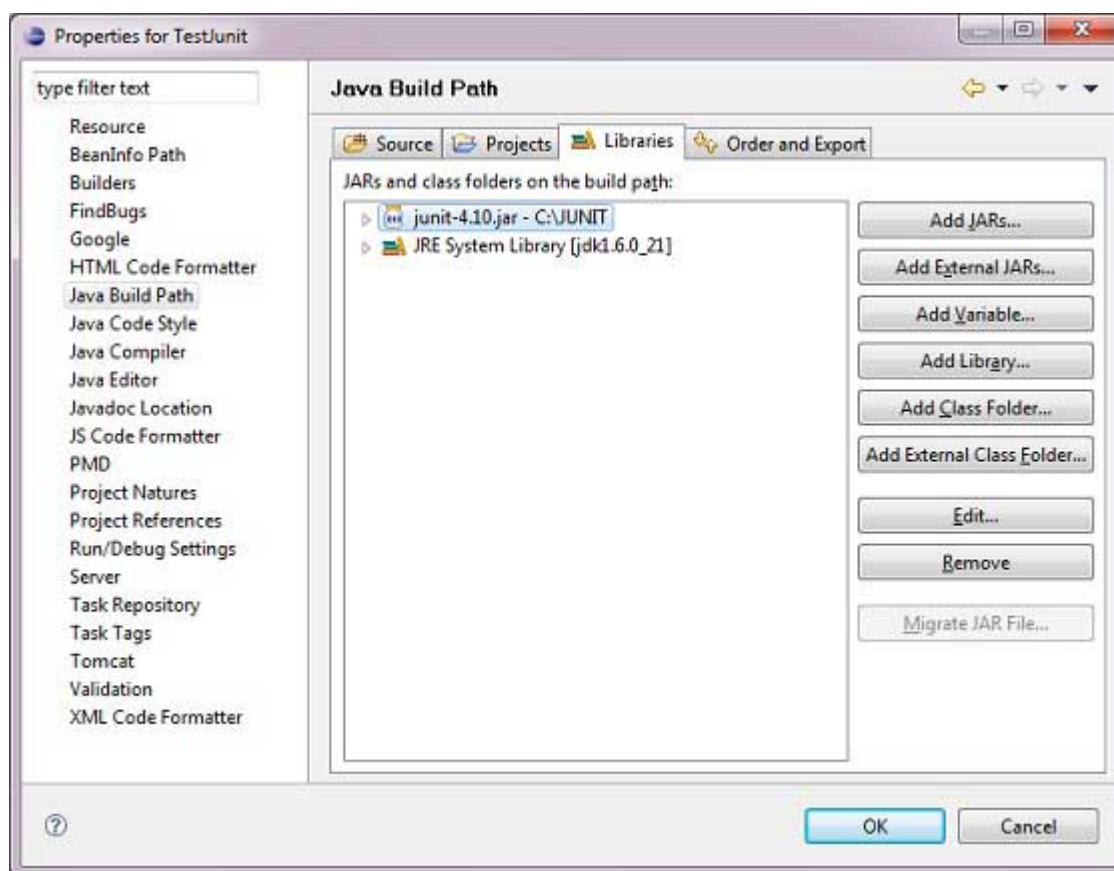 Properties for TestJunit
type filter text
Resource
BeanInfo Path
Builders
FindBugs
Google
HTML Code Formatter
Java Build Path
Java Code Style
Java Compiler
Java Editor
Javadoc Location
JS Code Formatter
PMD
Project Natures
Project References
Run/Debug Settings
Server
Task Repository
Task Tags
Tomcat
Validation
XML Code Formatter
Java Build Path
Source
Projects
Libraries
Order and Export
JARs and class folders on the build path:
junit-4.10.jar - C:\JUNIT
JRE System Library [jdk1.6.0_21]
Add JARs...
Add External JARs...
Add Variable...
Add Library...
Add Class Folder...
Add External Class Folder...
Edit...
Remove
Migrate JAR File...
OK
Cancel